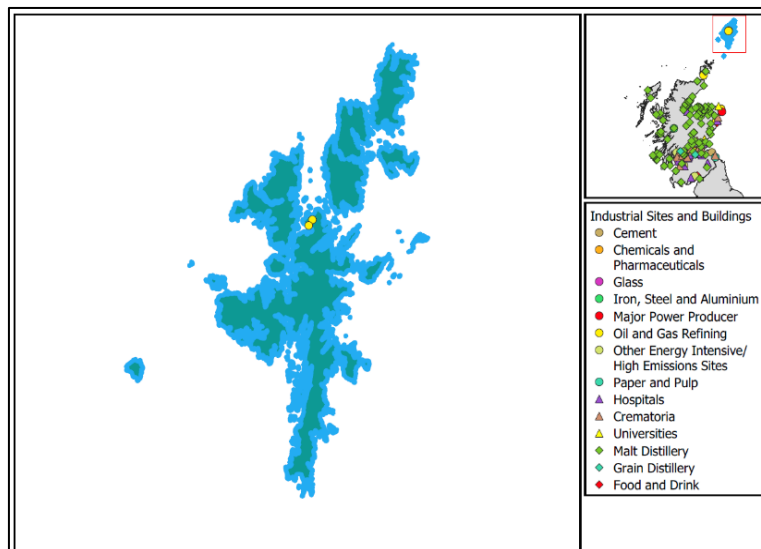 Industrial Sites and Buildings
Cement
Chemicals and
Pharmaceuticals
Glass
Iron, Steel and Aluminium
Major Power Producer
Oil and Gas Refining
Other Energy Intensive/
High Emissions Sites
Paper and Pulp
Hospitals
Crematoria
Universities
Malt Distillery
Grain Distillery
Food and Drink